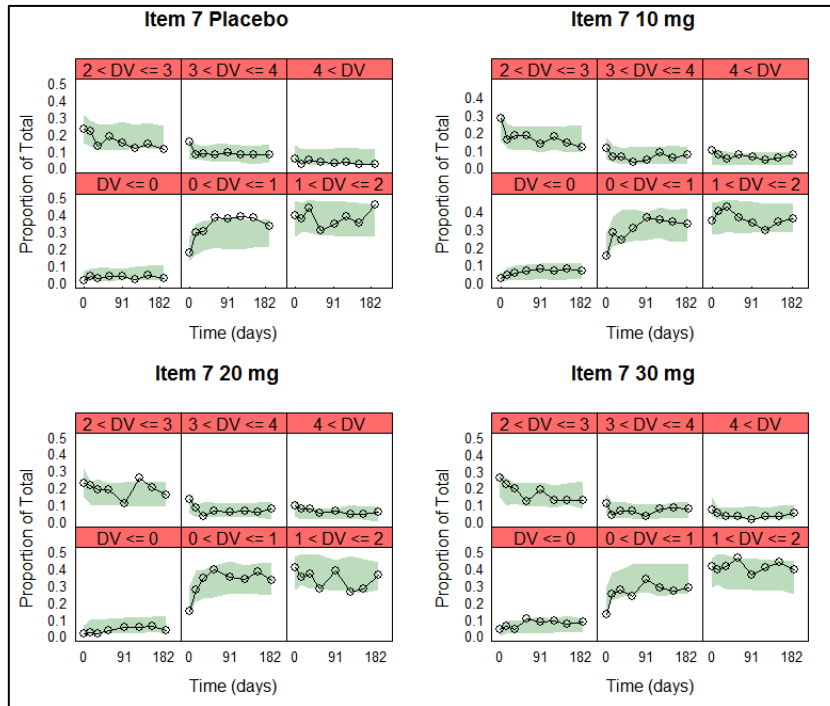 Item 7 Placebo
Proportion of Total
2 < DV <= 3 3 < DV <= 4 4 < DV
0.5
0.4
0.3
0.2
0.1
0.0
DV <= 0 0 < DV <= 1 1 < DV <= 2
0.5
0.4
0.3
0.2
0.1
0.0
0 91 182 0 91 182 0 91 182
Time (days)
Item 7 10 mg
Proportion of Total
2 < DV <= 3 3 < DV <= 4 4 < DV
0.4
0.3
0.2
0.1
0.0
DV <= 0 0 < DV <= 1 1 < DV <= 2
0.4
0.3
0.2
0.1
0.0
0 91 182 0 91 182 0 91 182
Time (days)
Item 7 20 mg
Proportion of Total
2 < DV <= 3 3 < DV <= 4 4 < DV
0.5
0.4
0.3
0.2
0.1
0.0
DV <= 0 0 < DV <= 1 1 < DV <= 2
0.5
0.4
0.3
0.2
0.1
0.0
0 91 182 0 91 182 0 91 182
Time (days)
Item 7 30 mg
Proportion of Total
2 < DV <= 3 3 < DV <= 4 4 < DV
0.5
0.4
0.3
0.2
0.1
0.0
DV <= 0 0 < DV <= 1 1 < DV <= 2
0.5
0.4
0.3
0.2
0.1
0.0
0 91 182 0 91 182 0 91 182
Time (days)